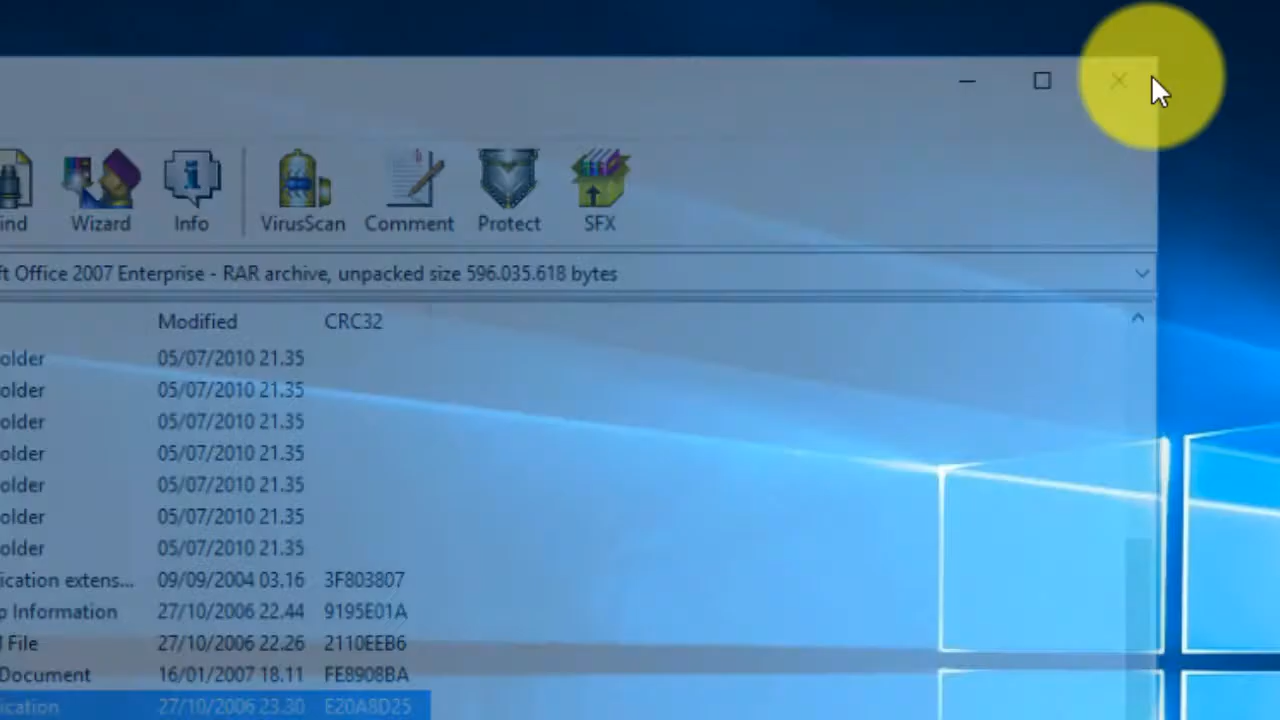 ind Wizard Info VirusScan Comment Protect SFX
ft Office 2007 Enterprise - RAR archive, unpacked size 596.035.618 bytes
Modified CRC32
older 05/07/2010 21.35
older 05/07/2010 21.35
older 05/07/2010 21.35
older 05/07/2010 21.35
older 05/07/2010 21.35
older 05/07/2010 21.35
older 05/07/2010 21.35
ication extens... 09/09/2004 03.16 3F803807
p Information 27/10/2006 22.44 9195E01A
l File 27/10/2006 22.26 2110EEB6
Document 16/01/2007 18.11 FE8908BA
ication 27/10/2006 23.30 E20A8D25